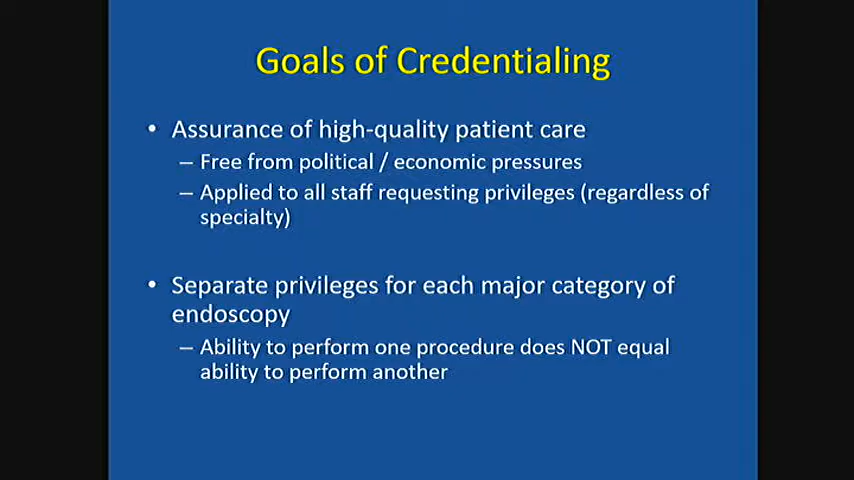 Goals of Credentialing
• Assurance of high-quality patient care
– Free from political / economic pressures
– Applied to all staff requesting privileges (regardless of
specialty)
• Separate privileges for each major category of
endoscopy
– Ability to perform one procedure does NOT equal
ability to perform another